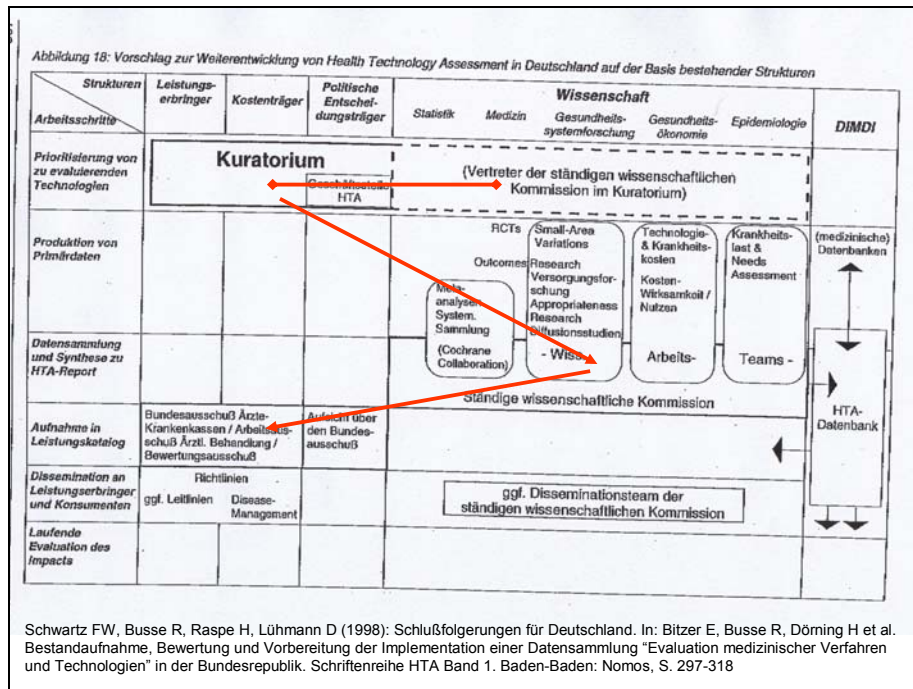 Abbildung 18: Vorschlag zur Weiterentwicklung von Health Technology Assessment in Deutschland auf der Basis bestehender Strukturen
Strukturen
Arbeitsschritte
Leistungs-
erbringer
Kostenträger
Politische
Entschei-
dungsträger
Wissenschaft
Statistik
Medizin
Gesundheits-
systemforschung
Gesundheits-
ökonomie
Epidemiologie
DIMDI
Prioritisierung von
zu evaluierenden
Technologien
Kuratorium
Geschäftsstelle
HTA
(Vertreter der ständigen wissenschaftlichen
Kommission im Kuratorium)
Produktion von
Primärdaten
RCTs
Outcomes
Small-Area
Variations
Research
Versorgungsfor-
schung
Appropriateness
Research
Diffusionsstudien
- Wiss.
Technologie-
& Krankheits-
kosten
Kosten-
Wirksamkeit /
Nutzen
Arbeits-
Krankheits-
last &
Needs
Assessment
Teams -
(medizinische)
Datenbanken
Meta-
analysen
System.
Sammlung
(Cochrane
Collaboration)
Datensammlung
und Synthese zu
HTA-Report
Ständige wissenschaftliche Kommission
HTA-
Datenbank
Aufnahme in
Leistungskatalog
Bundesausschuß Ärzte-
Krankenkassen / Arbeitsaus-
schuß Ärztl. Behandlung /
Bewertungsausschuß
Aufsicht über
den Bundes-
ausschuß
Dissemination an
Leistungserbringer
und Konsumenten
Richtlinien
ggf. Leitlinien
Disease-
Management
ggf. Disseminationsteam der
ständigen wissenschaftlichen Kommission
Laufende
Evaluation des
Impacts
Schwartz FW, Busse R, Raspe H, Lühmann D (1998): Schlußfolgerungen für Deutschland. In: Bitzer E, Busse R, Dörning H et al.
Bestandaufnahme, Bewertung und Vorbereitung der Implementation einer Datensammlung "Evaluation medizinischer Verfahren
und Technologien" in der Bundesrepublik. Schriftenreihe HTA Band 1. Baden-Baden: Nomos, S. 297-318